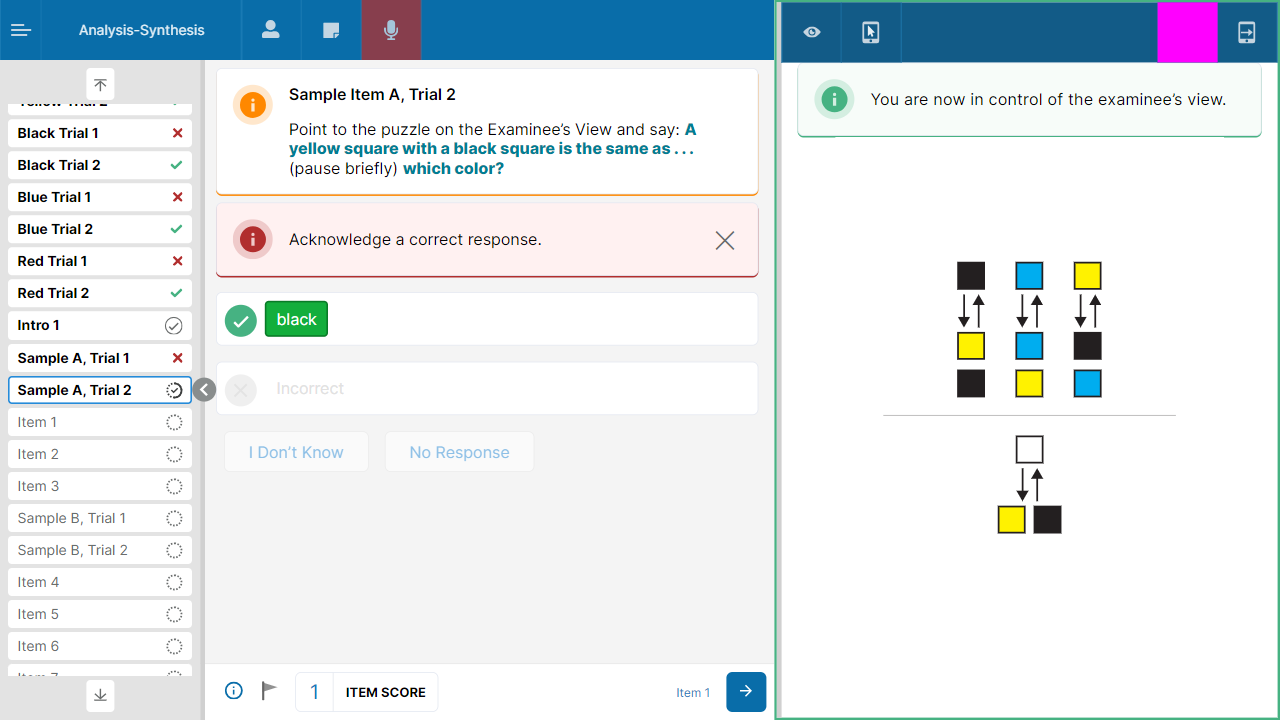 Analysis-Synthesis
Yellow Trial 2
Black Trial 1
Black Trial 2
Blue Trial 1
Blue Trial 2
Red Trial 1
Red Trial 2
Intro 1
Sample A, Trial 1
Sample A, Trial 2
Item 1
Item 2
Item 3
Sample B, Trial 1
Sample B, Trial 2
Item 4
Item 5
Item 6
Item 7
Sample Item A, Trial 2
Point to the puzzle on the Examinee’s View and say: A
yellow square with a black square is the same as . . .
(pause briefly) which color?
Acknowledge a correct response.
black
Incorrect
I Don’t Know
No Response
1
ITEM SCORE
Item 1
You are now in control of the examinee’s view.